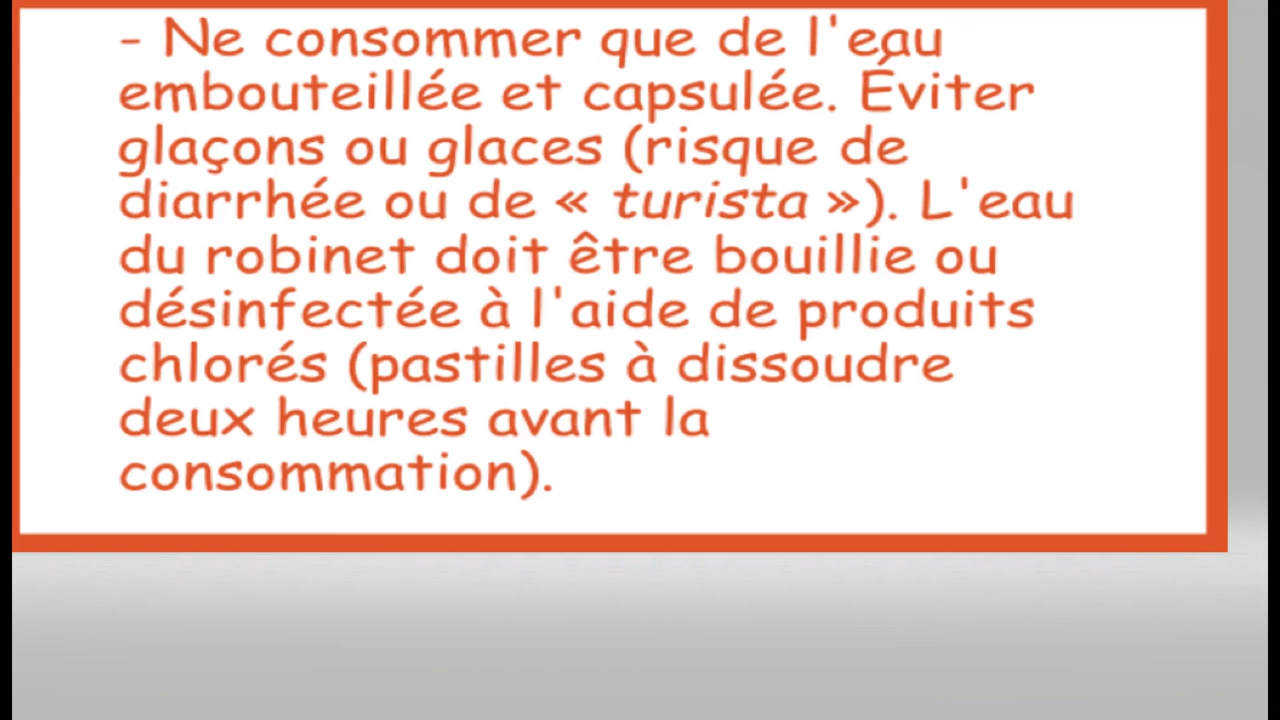 - Ne consommer que de l'eau
embouteillée et capsulée. Éviter
glaçons ou glaces (risque de
diarrhée ou de « turista »). L'eau
du robinet doit être bouillie ou
désinfectée à l'aide de produits
chlorés (pastilles à dissoudre
deux heures avant la
consommation).